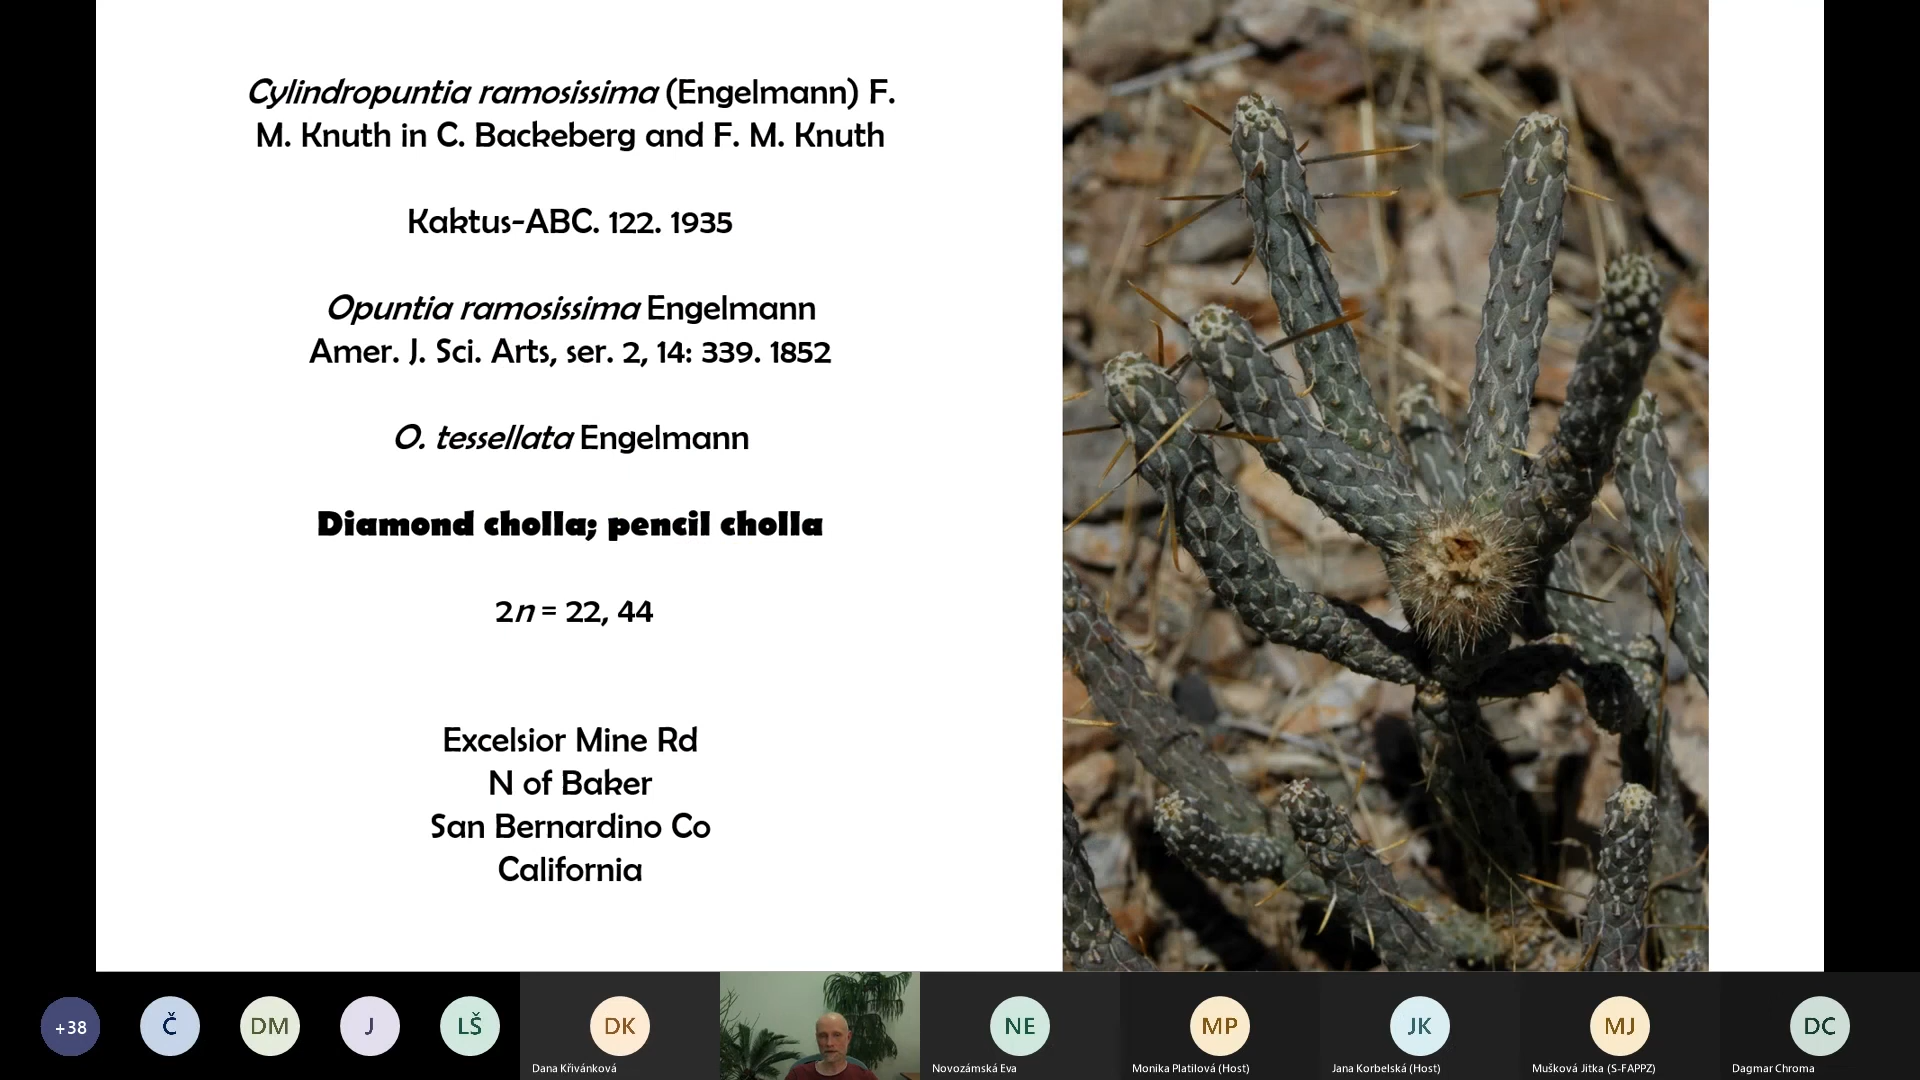 Cylindropuntia ramosissima (Engelmann) F.
M. Knuth in C. Backeberg and F. M. Knuth
Kaktus-ABC. 122. 1935
Opuntia ramosissima Engelmann
Amer. J. Sci. Arts, ser. 2, 14: 339. 1852
O. tessellata Engelmann
Diamond cholla; pencil cholla
2n = 22, 44
Excelsior Mine Rd
N of Baker
San Bernardino Co
California
+38
Č
DM
J
LŠ
DK
Dana Křivánková
NE
Novozámská Eva
MP
Monika Platilová (Host)
JK
Jana Korbelská (Host)
MJ
Mušková Jitka (S-FAPPZ)
DC
Dagmar Chroma